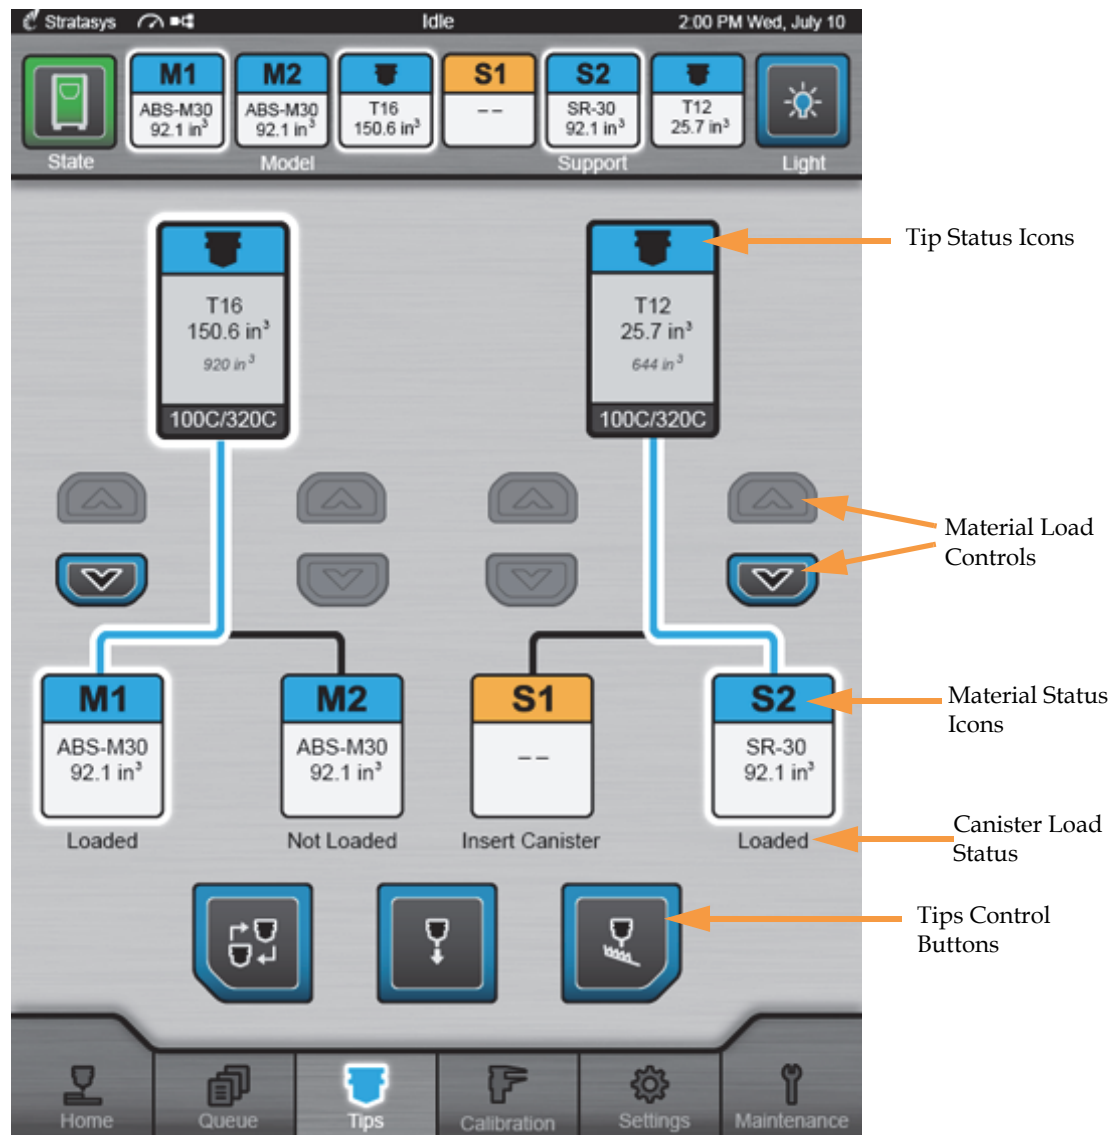 Stratasys Idle 2:00 PM Wed, July 10
M1 M2 S1 S2
ABS-M30 ABS-M30 T16 -- SR-30 T12
92.1 in³ 92.1 in³ 150.6 in³ 92.1 in³ 25.7 in³
State Model Support Light
Tip Status Icons
T16 T12
150.6 in³ 25.7 in³
920 in³ 644 in³
100C/320C 100C/320C
Material Load
Controls
M1 M2 S1 S2
Material Status
Icons
ABS-M30 ABS-M30 -- SR-30
92.1 in³ 92.1 in³ 92.1 in³
Loaded Not Loaded Insert Canister Loaded
Canister Load
Status
Tips Control
Buttons
Home Queue Tips Calibration Settings Maintenance